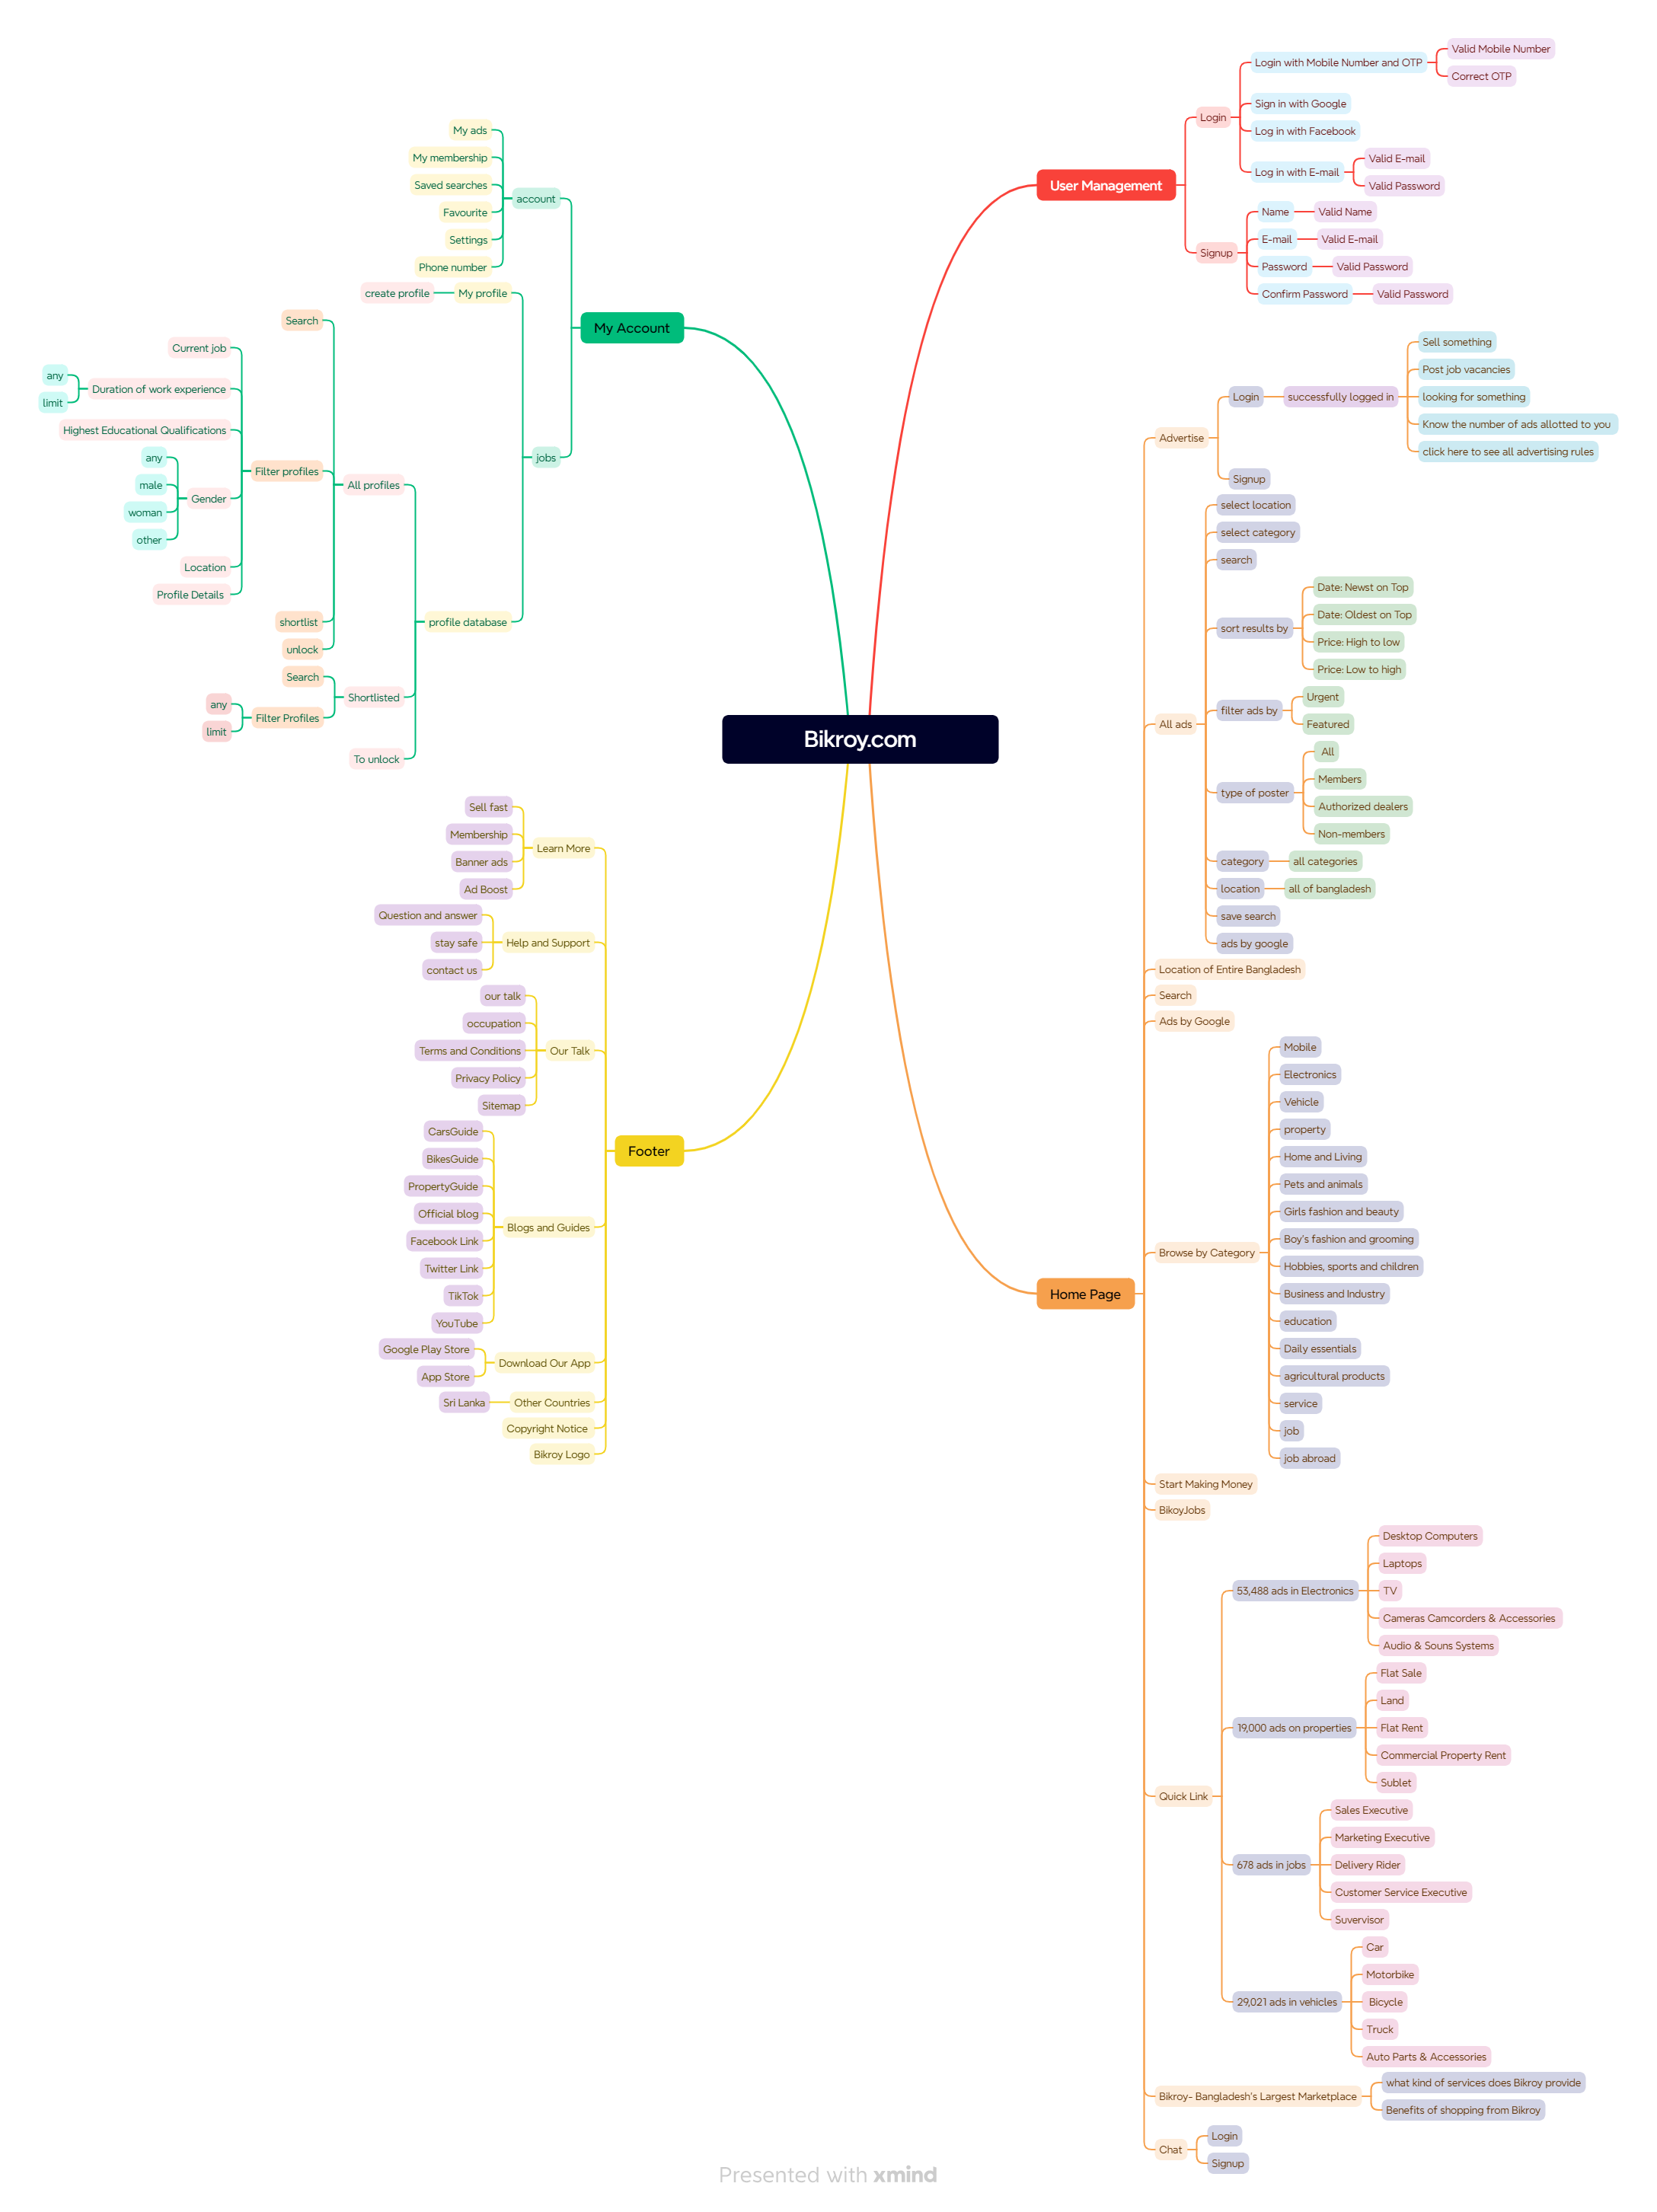 Bikroy.com
User Management
Login
Login with Mobile Number and OTP
Valid Mobile Number
Correct OTP
Sign in with Google
Log in with Facebook
Log in with E-mail
Valid E-mail
Valid Password
Signup
Name
Valid Name
E-mail
Valid E-mail
Password
Valid Password
Confirm Password
Valid Password
Home Page
Advertise
Login
successfully logged in
Sell something
Post job vacancies
looking for something
Know the number of ads allotted to you
click here to see all advertising rules
Signup
All ads
select location
select category
search
sort results by
Date: Newst on Top
Date: Oldest on Top
Price: High to low
Price: Low to high
filter ads by
Urgent
Featured
type of poster
All
Members
Authorized dealers
Non-members
category
all categories
location
all of bangladesh
save search
ads by google
Location of Entire Bangladesh
Search
Ads by Google
Browse by Category
Mobile
Electronics
Vehicle
property
Home and Living
Pets and animals
Girls fashion and beauty
Boy's fashion and grooming
Hobbies, sports and children
Business and Industry
education
Daily essentials
agricultural products
service
job
job abroad
Start Making Money
BikoyJobs
Quick Link
53,488 ads in Electronics
Desktop Computers
Laptops
TV
Cameras Camcorders & Accessories
Audio & Souns Systems
19,000 ads on properties
Flat Sale
Land
Flat Rent
Commercial Property Rent
Sublet
678 ads in jobs
Sales Executive
Marketing Executive
Delivery Rider
Customer Service Executive
Suvervisor
29,021 ads in vehicles
Car
Motorbike
Bicycle
Truck
Auto Parts & Accessories
Bikroy- Bangladesh's Largest Marketplace
what kind of services does Bikroy provide
Benefits of shopping from Bikroy
Chat
Login
Signup
My Account
account
My ads
My membership
Saved searches
Favourite
Settings
Phone number
jobs
My profile
create profile
profile database
All profiles
Search
Filter profiles
Current job
Duration of work experience
any
limit
Highest Educational Qualifications
Gender
any
male
woman
other
Location
Profile Details
shortlist
unlock
Shortlisted
Search
Filter Profiles
any
limit
To unlock
Footer
Learn More
Sell fast
Membership
Banner ads
Ad Boost
Help and Support
Question and answer
stay safe
contact us
Our Talk
our talk
occupation
Terms and Conditions
Privacy Policy
Sitemap
Blogs and Guides
CarsGuide
BikesGuide
PropertyGuide
Official blog
Facebook Link
Twitter Link
TikTok
YouTube
Download Our App
Google Play Store
App Store
Other Countries
Sri Lanka
Copyright Notice
Bikroy Logo
Presented with xmind